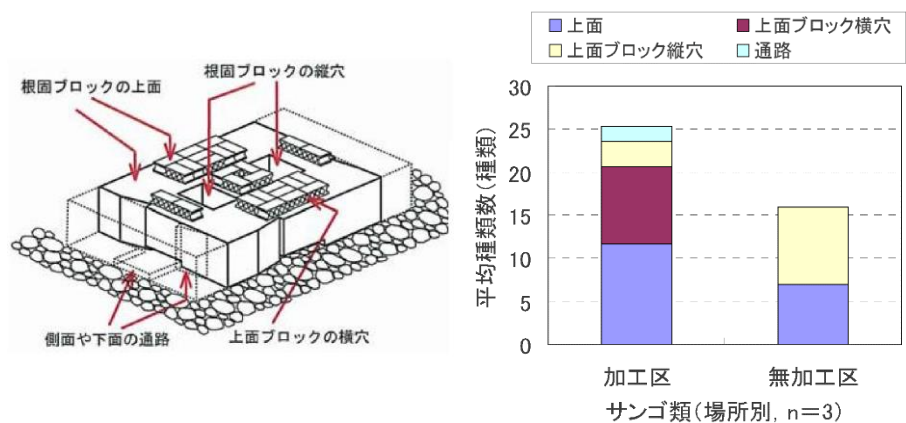 根固ブロックの縦穴
根固ブロックの上面
側面や下面の通路
上面ブロックの横穴
上面 上面ブロック横穴
上面ブロック縦穴 通路
平均種類数(種類)
30
25
20
15
10
5
0
加工区 無加工区
サンゴ類(場所別, n=3)